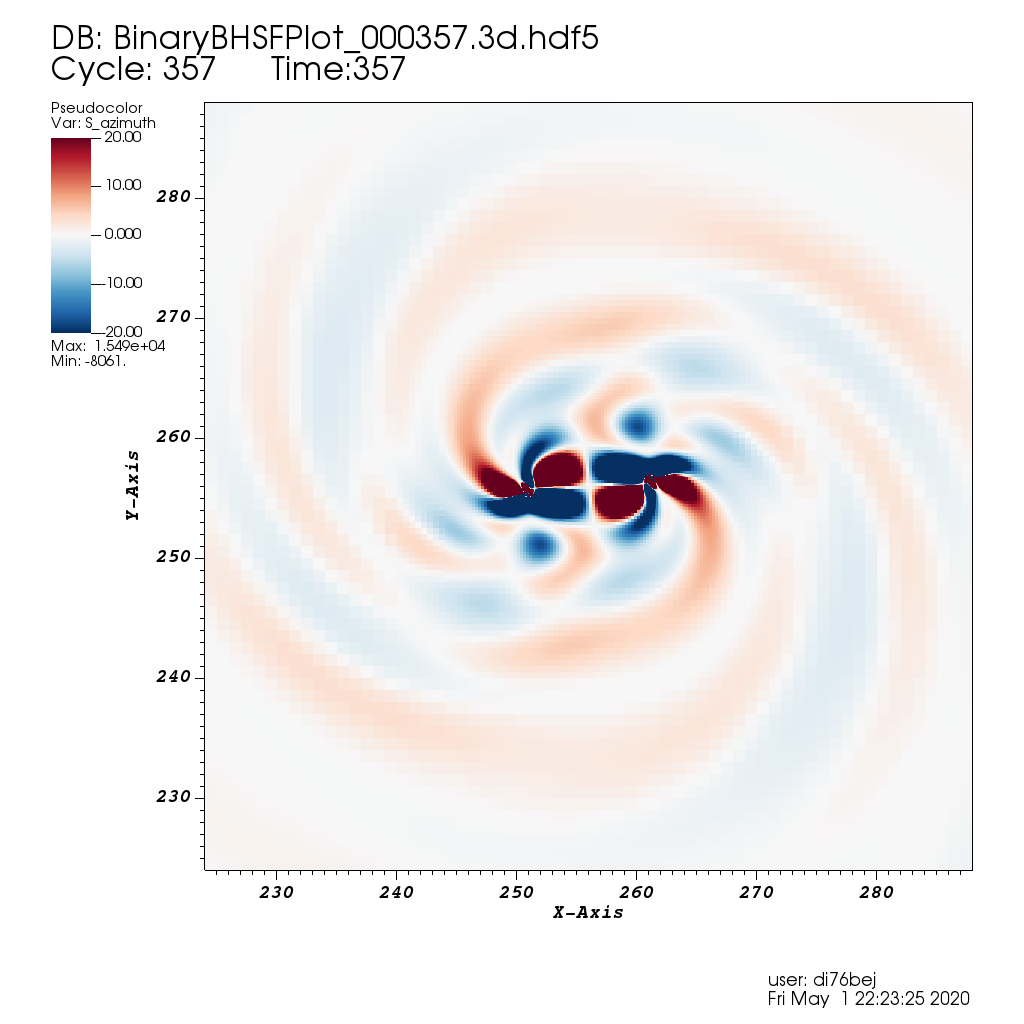 DB: BinaryBHSFPlot_000357.3d.hdf5
Cycle: 357 Time:357
Pseudocolor
Var: S_azimuth
20.00
10.00
0.000
-10.00
-20.00
Max: 1.549e+04
Min: -8061.
280
270
260
250
240
230
Y-Axis
230 240 250 260 270 280
X-Axis
user: di76bej
Fri May 1 22:23:25 2020